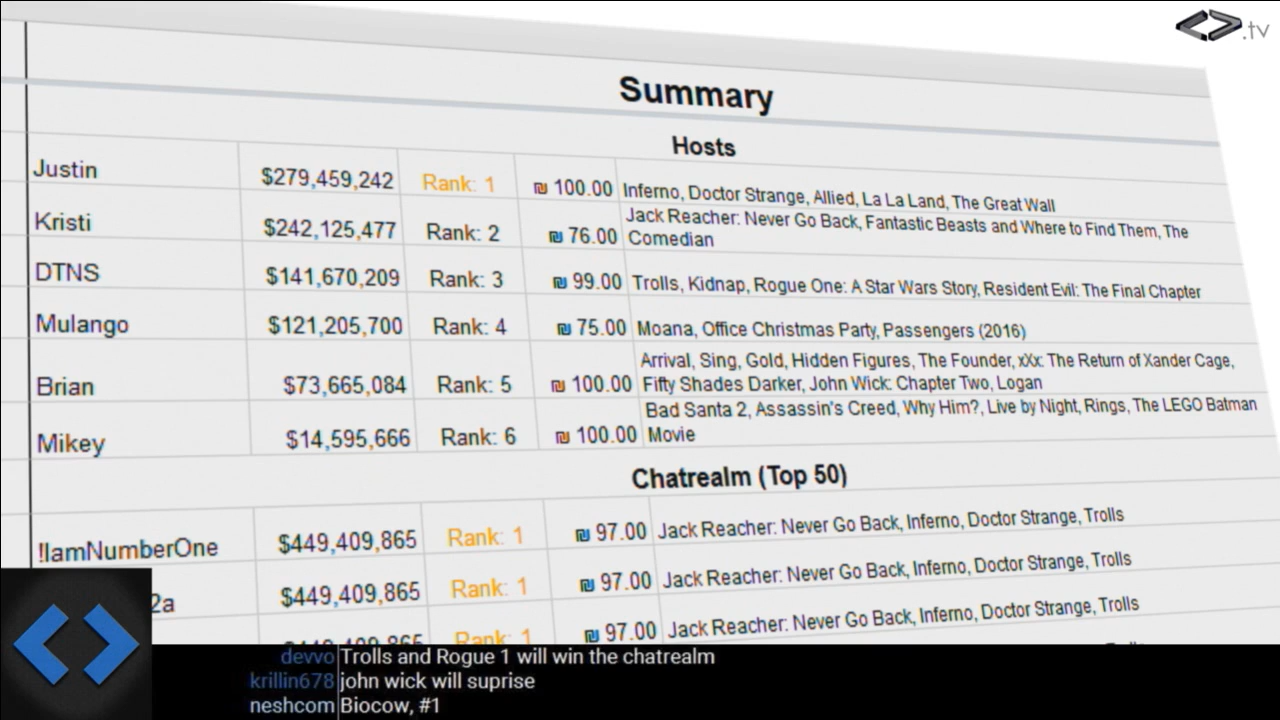 .tv
Summary
Hosts
Justin $279,459,242 Rank: 1 ₪ 100.00 Inferno, Doctor Strange, Allied, La La Land, The Great Wall
Kristi $242,125,477 Rank: 2 ₪ 76.00 Jack Reacher: Never Go Back, Fantastic Beasts and Where to Find Them, The
Comedian
DTNS $141,670,209 Rank: 3 ₪ 99.00 Trolls, Kidnap, Rogue One: A Star Wars Story, Resident Evil: The Final Chapter
Mulango $121,205,700 Rank: 4 ₪ 75.00 Moana, Office Christmas Party, Passengers (2016)
Brian $73,665,084 Rank: 5 ₪ 100.00 Arrival, Sing, Gold, Hidden Figures, The Founder, xXx: The Return of Xander Cage,
Fifty Shades Darker, John Wick: Chapter Two, Logan
Mikey $14,595,666 Rank: 6 ₪ 100.00 Bad Santa 2, Assassin's Creed, Why Him?, Live by Night, Rings, The LEGO Batman
Movie
Chatrealm (Top 50)
!IamNumberOne $449,409,865 Rank: 1 ₪ 97.00 Jack Reacher: Never Go Back, Inferno, Doctor Strange, Trolls
2a $449,409,865 Rank: 1 ₪ 97.00 Jack Reacher: Never Go Back, Inferno, Doctor Strange, Trolls
Rank: 1 ₪ 97.00 Jack Reacher: Never Go Back, Inferno, Doctor Strange, Trolls
devvo Trolls and Rogue 1 will win the chatrealm
krillin678 john wick will suprise
neshcom Biocow, #1